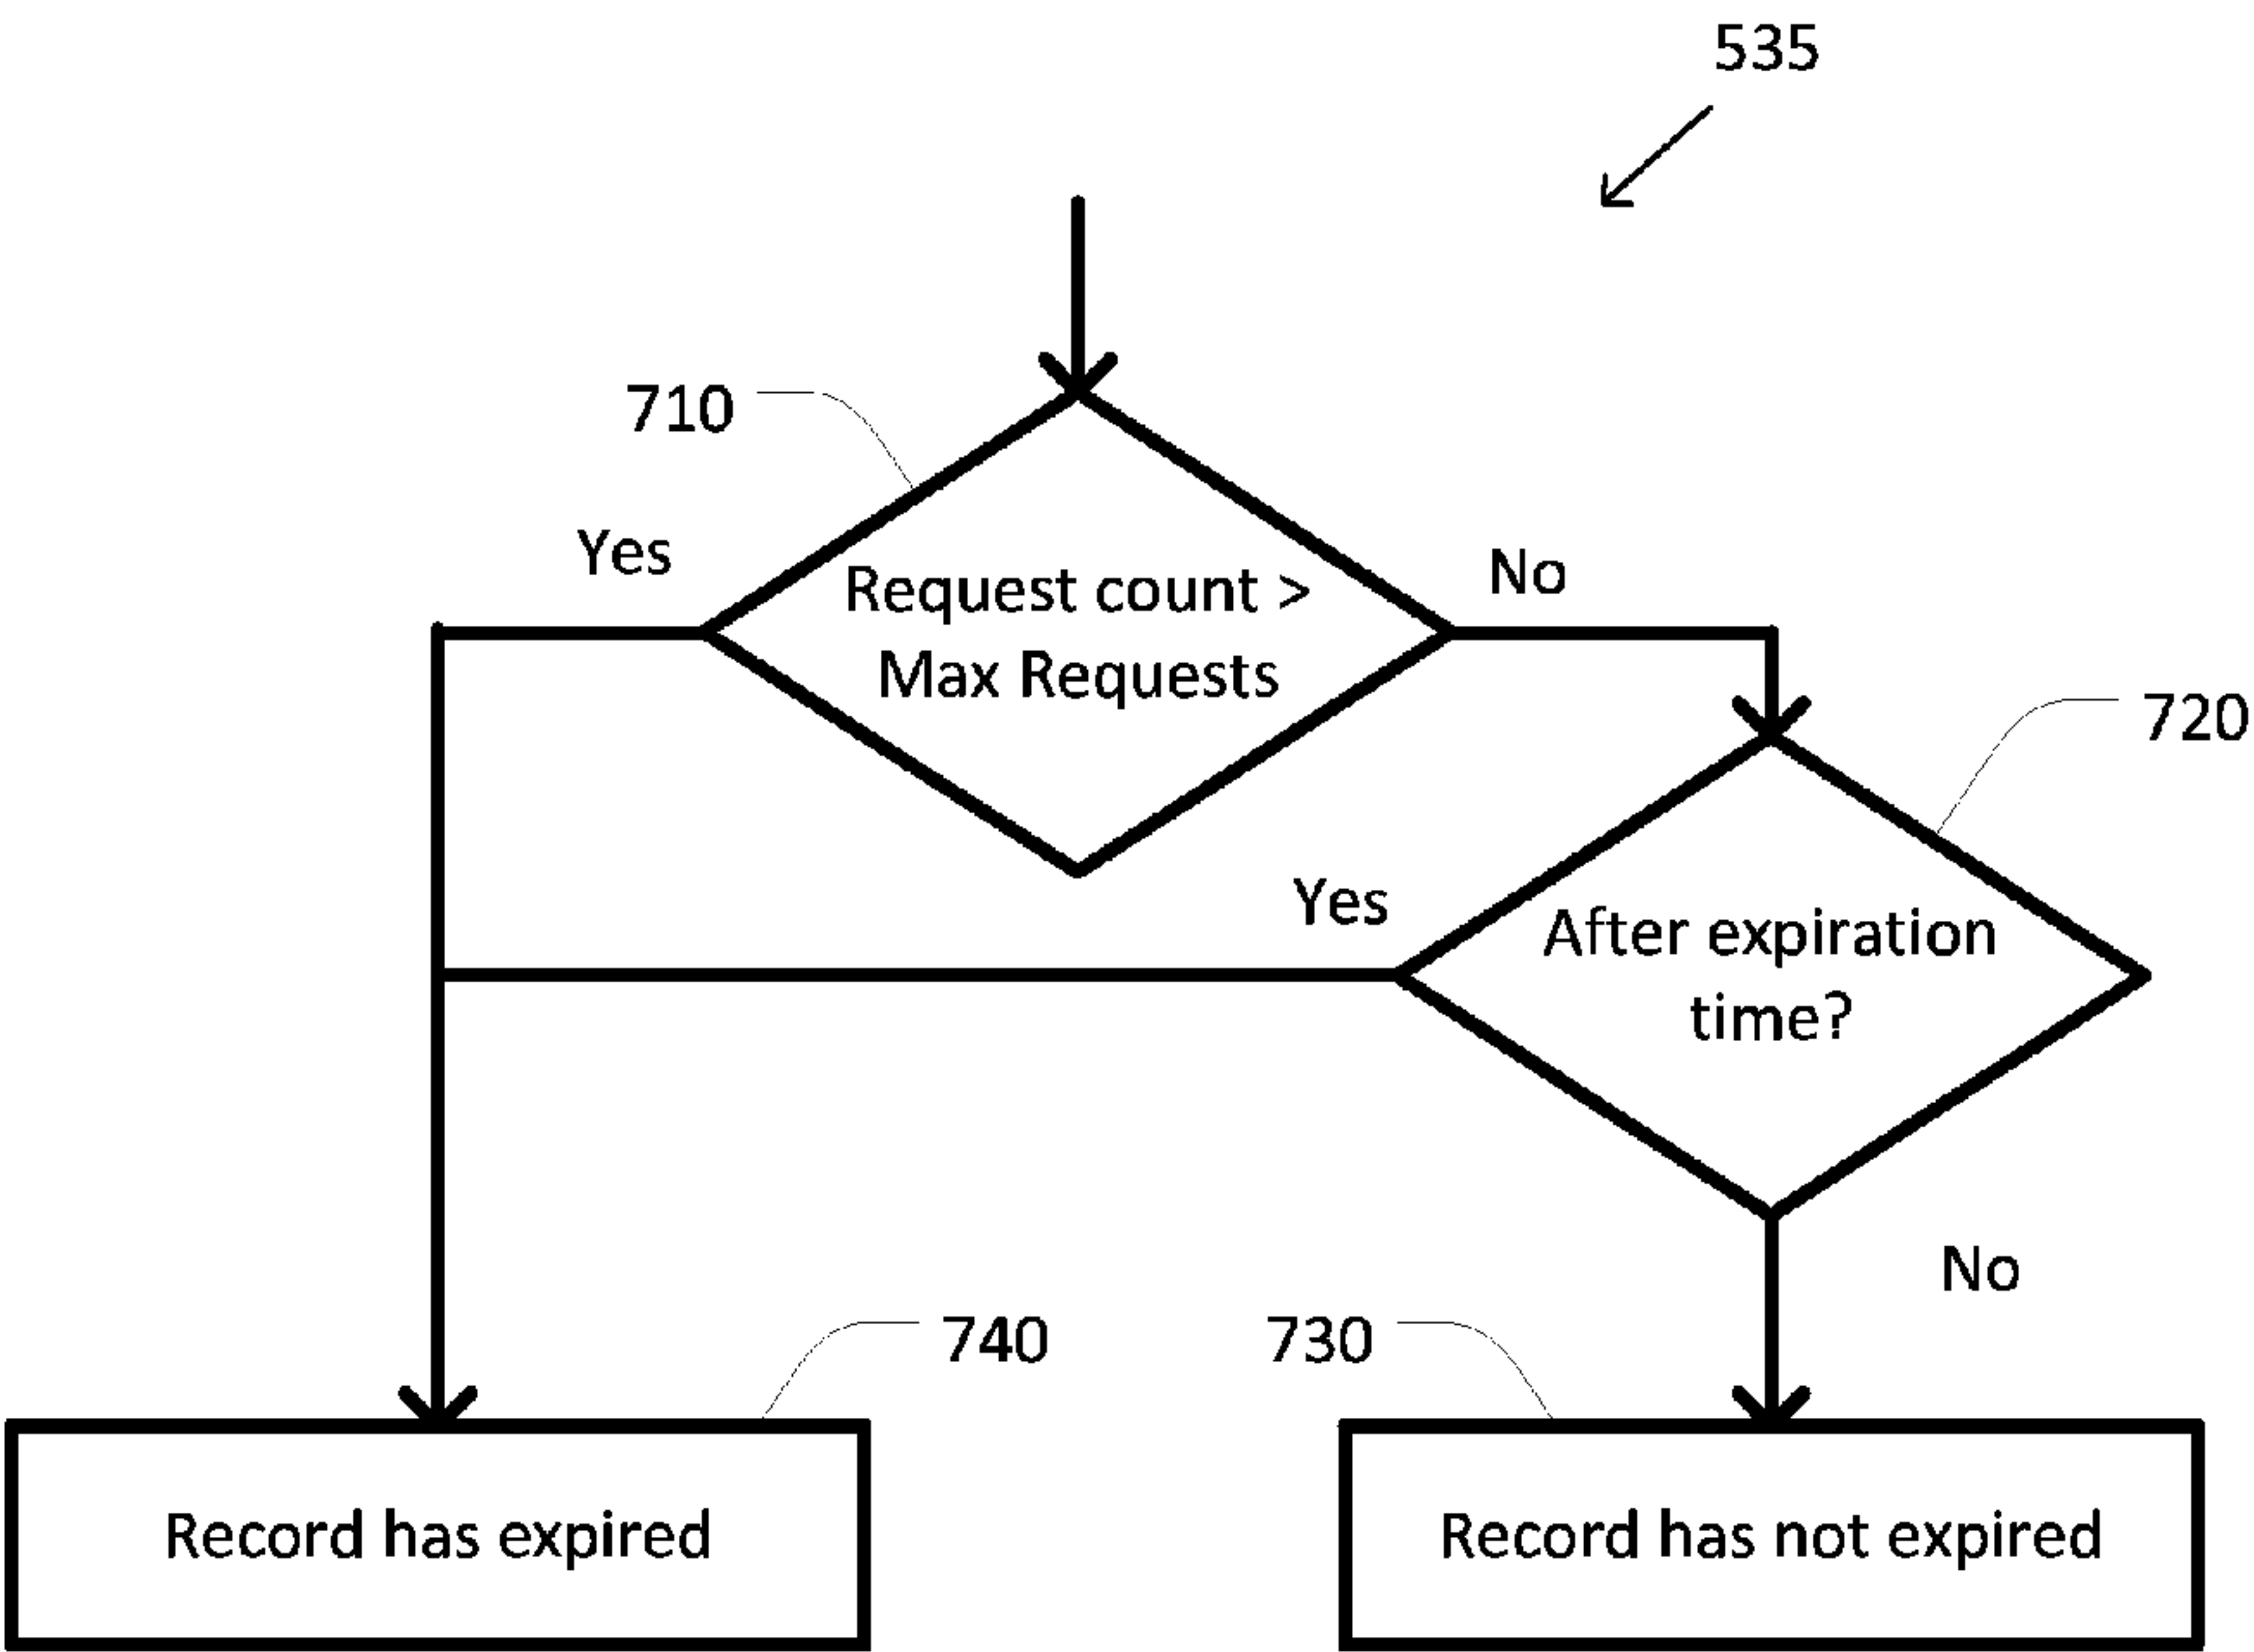 535
710
Yes
No
Request count >
Max Requests
720
Yes
After expiration
time?
No
740
730
Record has expired
Record has not expired